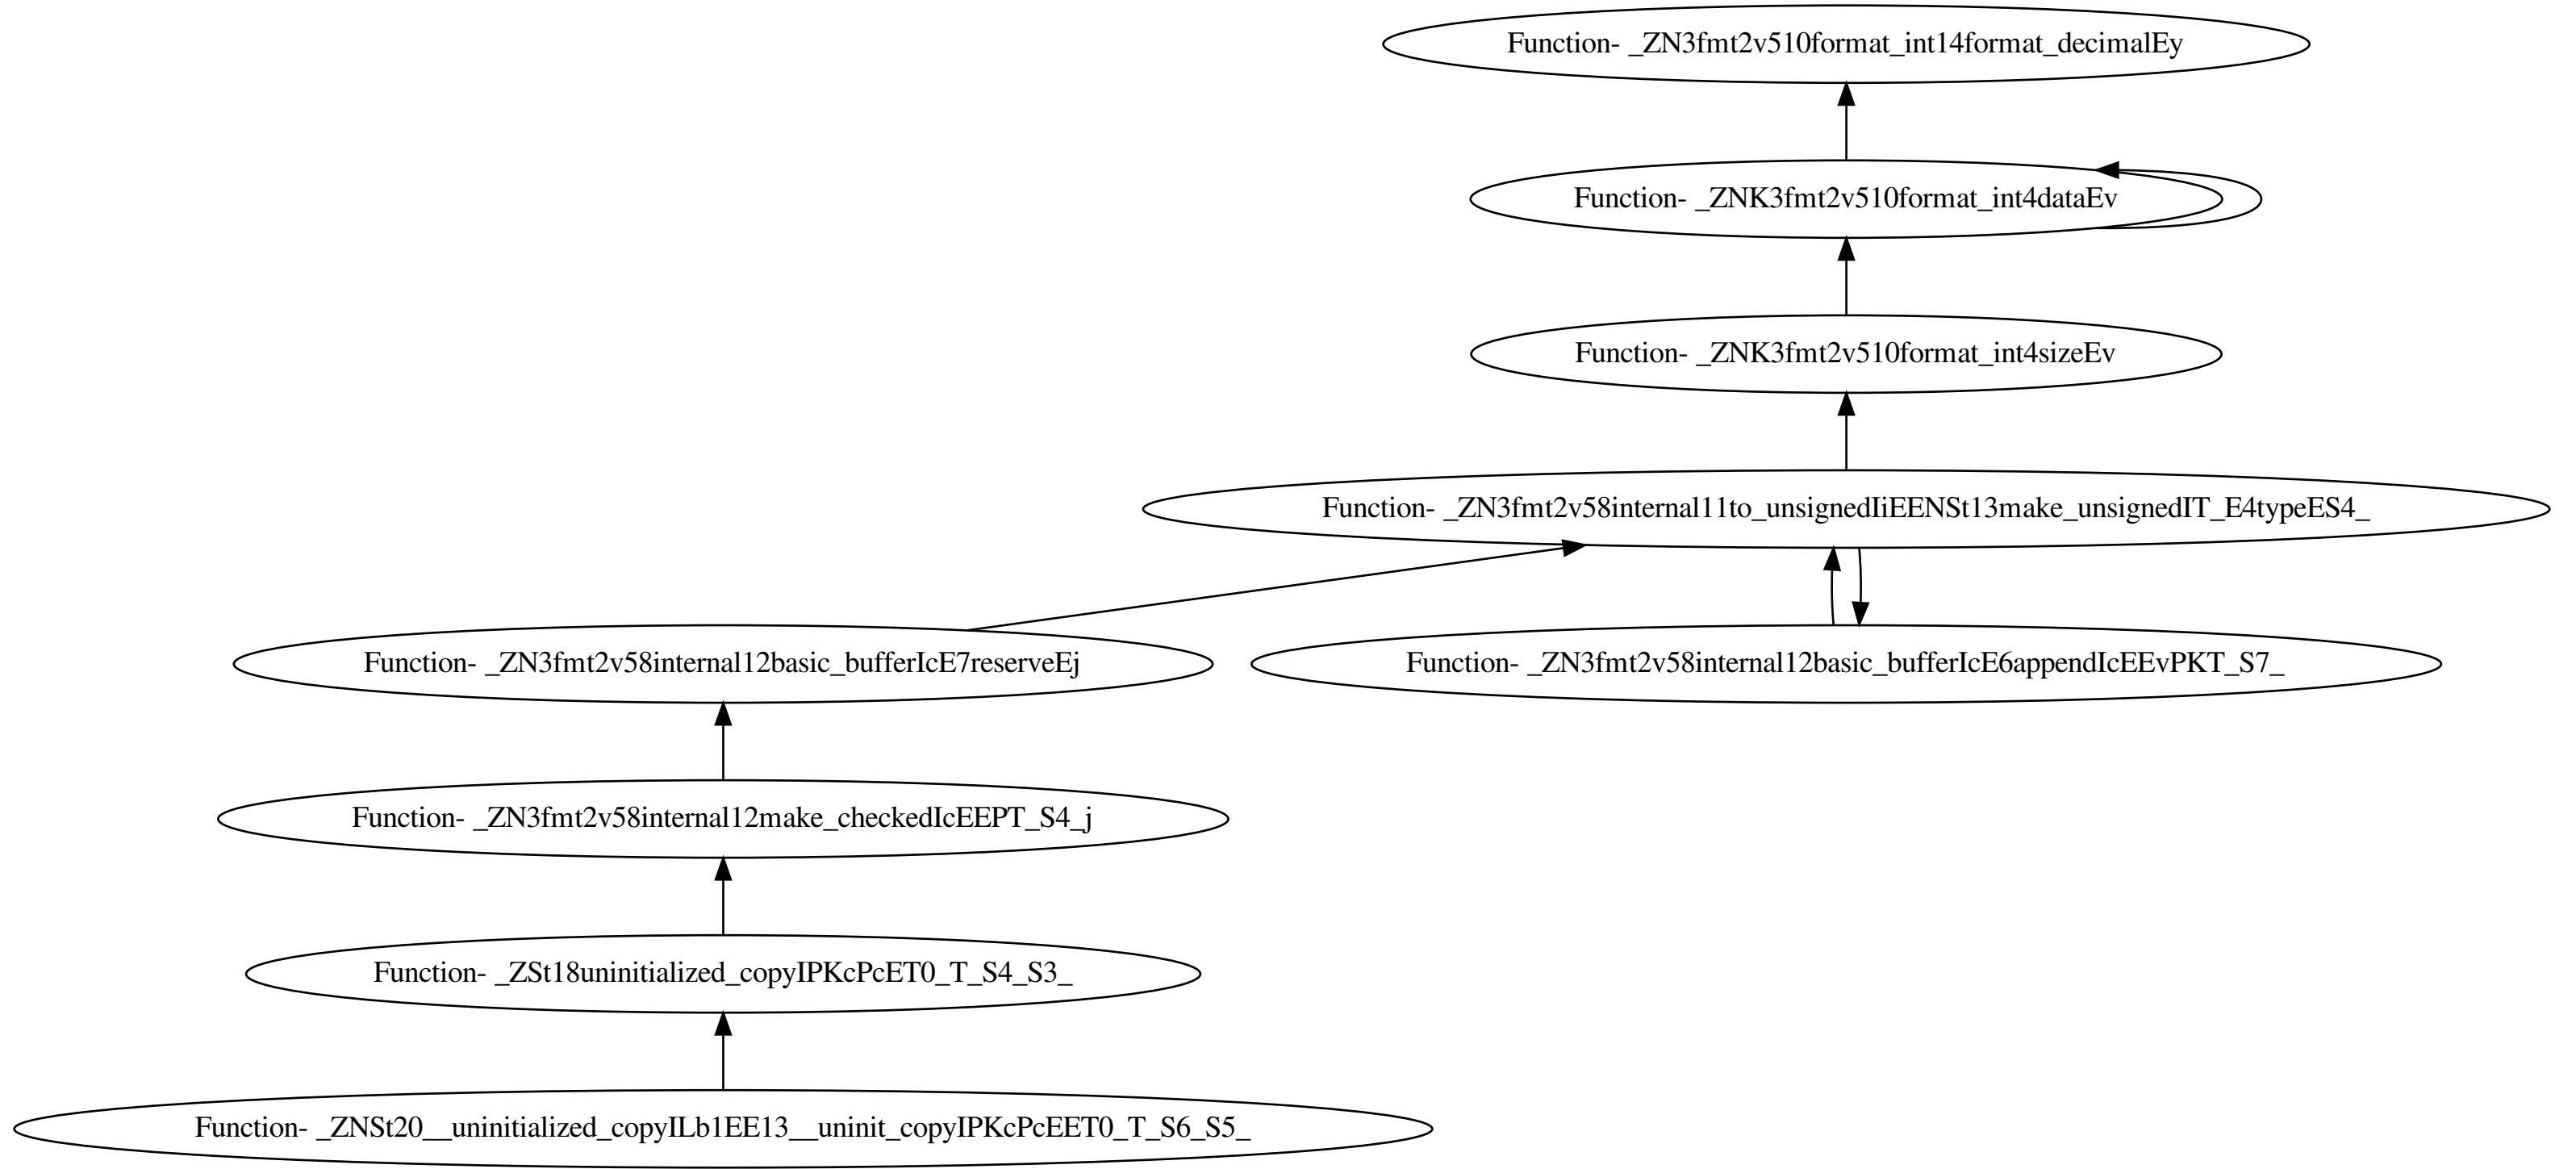 Function- _ZN3fmt2v510format_int14format_decimalEy
Function- _ZNK3fmt2v510format_int4dataEv
Function- _ZNK3fmt2v510format_int4sizeEv
Function- _ZN3fmt2v58internal11to_unsignedIiEENSt13make_unsignedIT_E4typeES4_
Function- _ZN3fmt2v58internal12basic_bufferIcE7reserveEj
Function- _ZN3fmt2v58internal12basic_bufferIcE6appendIcEEvPKT_S7_
Function- _ZN3fmt2v58internal12make_checkedIcEEPT_S4_j
Function- _ZSt18uninitialized_copyIPKcPcET0_T_S4_S3_
Function- _ZNSt20__uninitialized_copyILb1EE13__uninit_copyIPKcPcEET0_T_S6_S5_